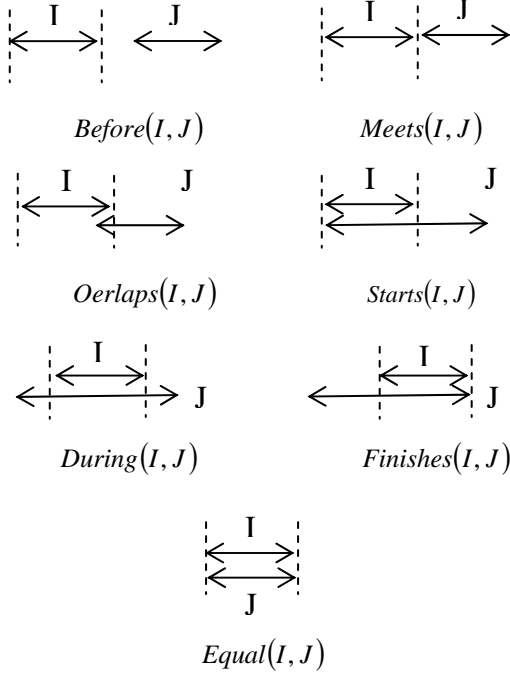 I J I J
Before(I, J) Meets(I, J)
I J I J
Oerlaps(I, J) Starts(I, J)
I I
J J
During(I, J) Finishes(I, J)
I
J
Equal(I, J)